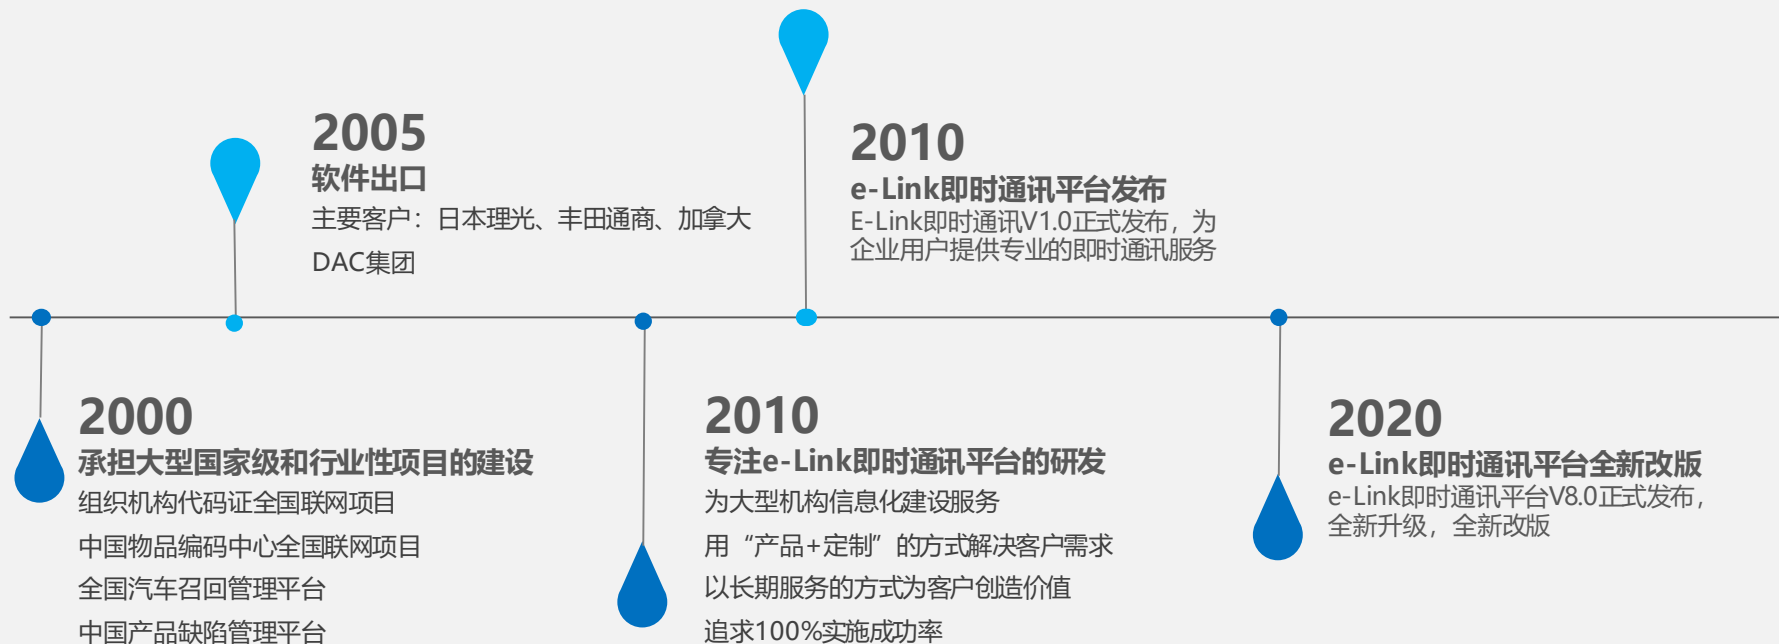 2005
软件出口
主要客户：日本理光、丰田通商、加拿大
DAC集团
2010
e-Link即时通讯平台发布
E-Link即时通讯V1.0正式发布，为
企业用户提供专业的即时通讯服务
2000
承担大型国家级和行业性项目的建设
组织机构代码证全国联网项目
中国物品编码中心全国联网项目
全国汽车召回管理平台
中国产品缺陷管理平台
2010
专注e-Link即时通讯平台的研发
为大型机构信息化建设服务
用“产品+定制”的方式解决客户需求
以长期服务的方式为客户创造价值
追求100%实施成功率
2020
e-Link即时通讯平台全新改版
e-Link即时通讯平台V8.0正式发布，
全新升级，全新改版